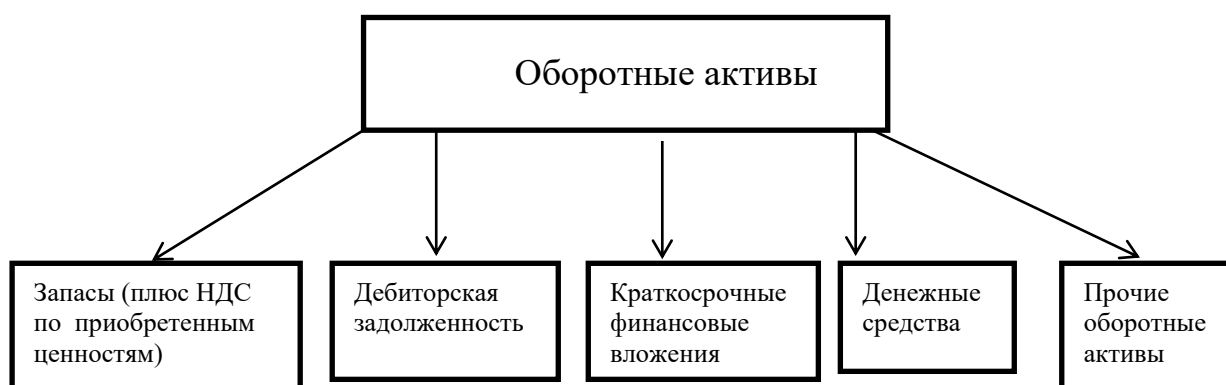 Оборотные активы
Запасы (плюс НДС
по приобретенным
ценностям)
Дебиторская
задолженность
Краткосрочные
финансовые
вложения
Денежные
средства
Прочие
оборотные
активы